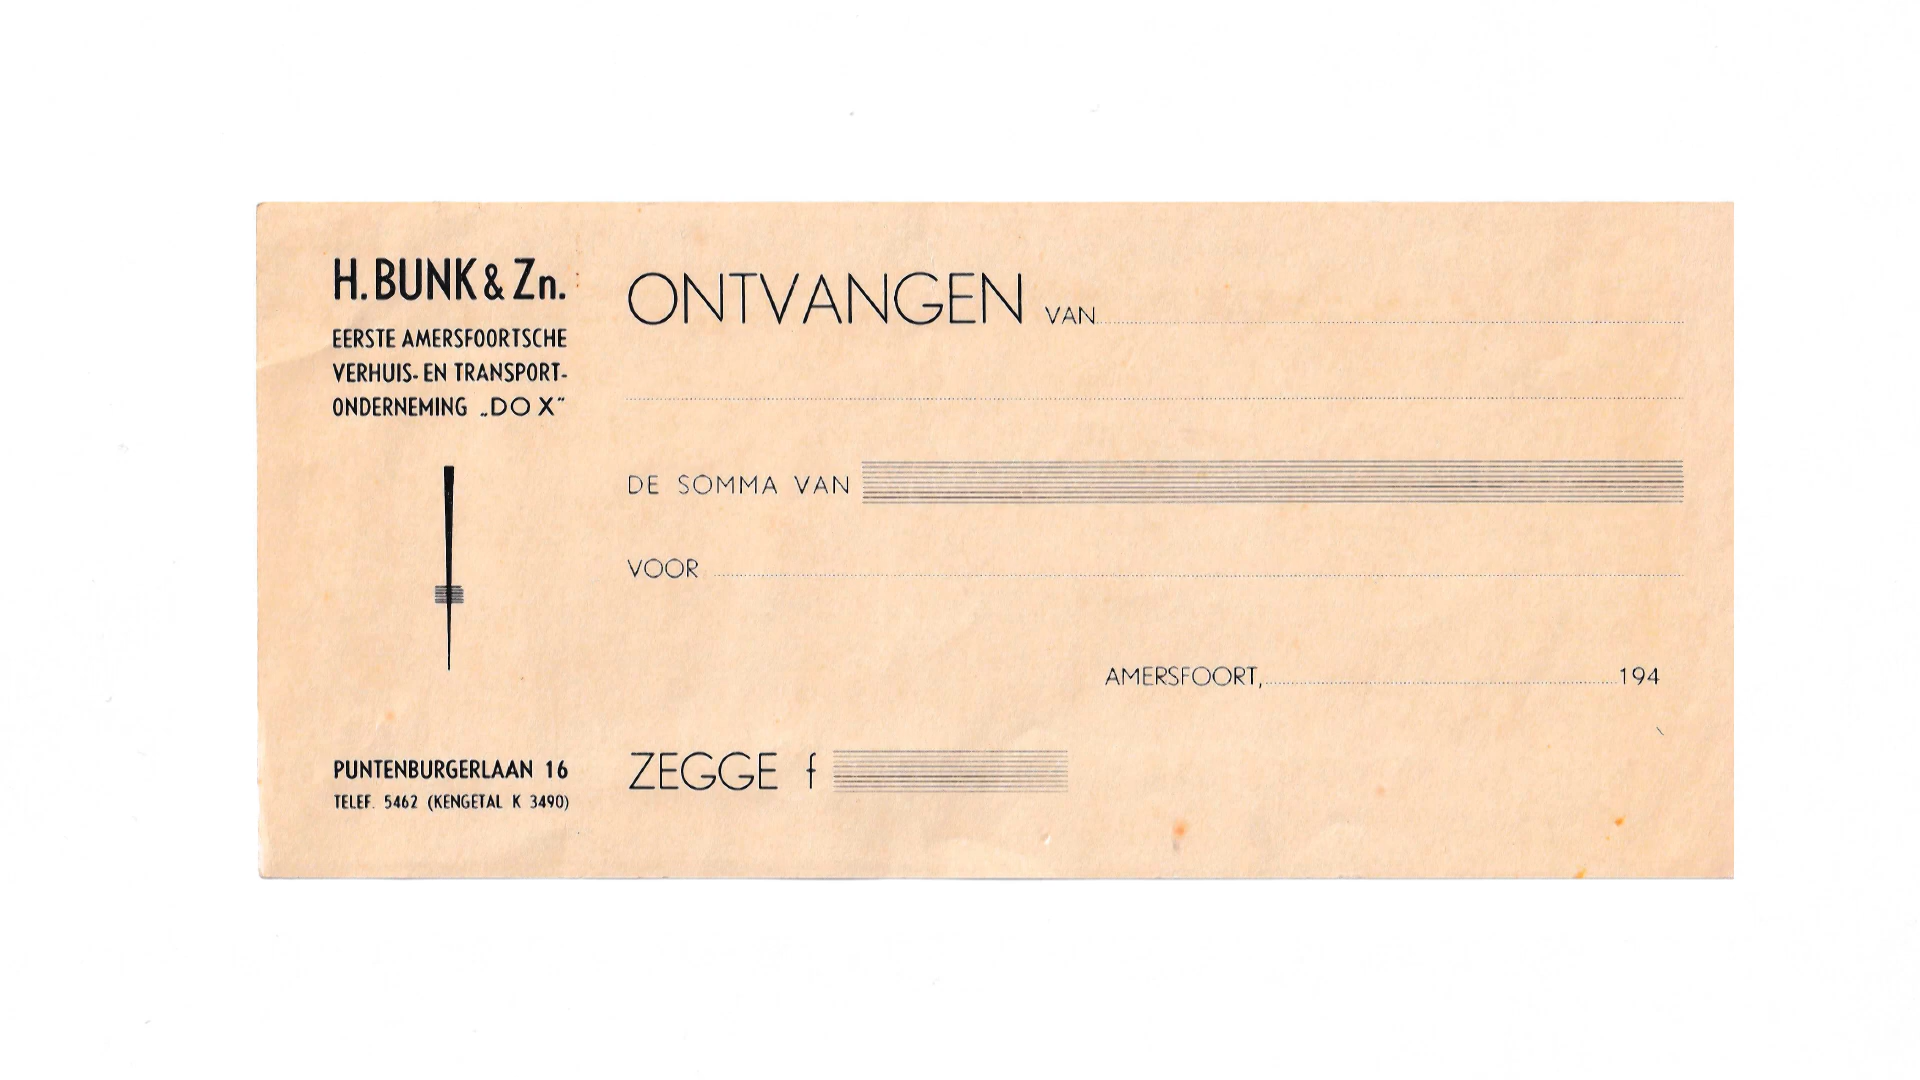 H. BUNK & Zn.
EERSTE AMERSFOORTSCHE
VERHUIS- EN TRANSPORT-
ONDERNEMING „DO X”
PUNTENBURGERLAAN 16
TELEF. 5462 (KENGETAL K 3490)
ONTVANGEN VAN
DE SOMMA VAN
VOOR
AMERSFOORT, 194
ZEGGE f